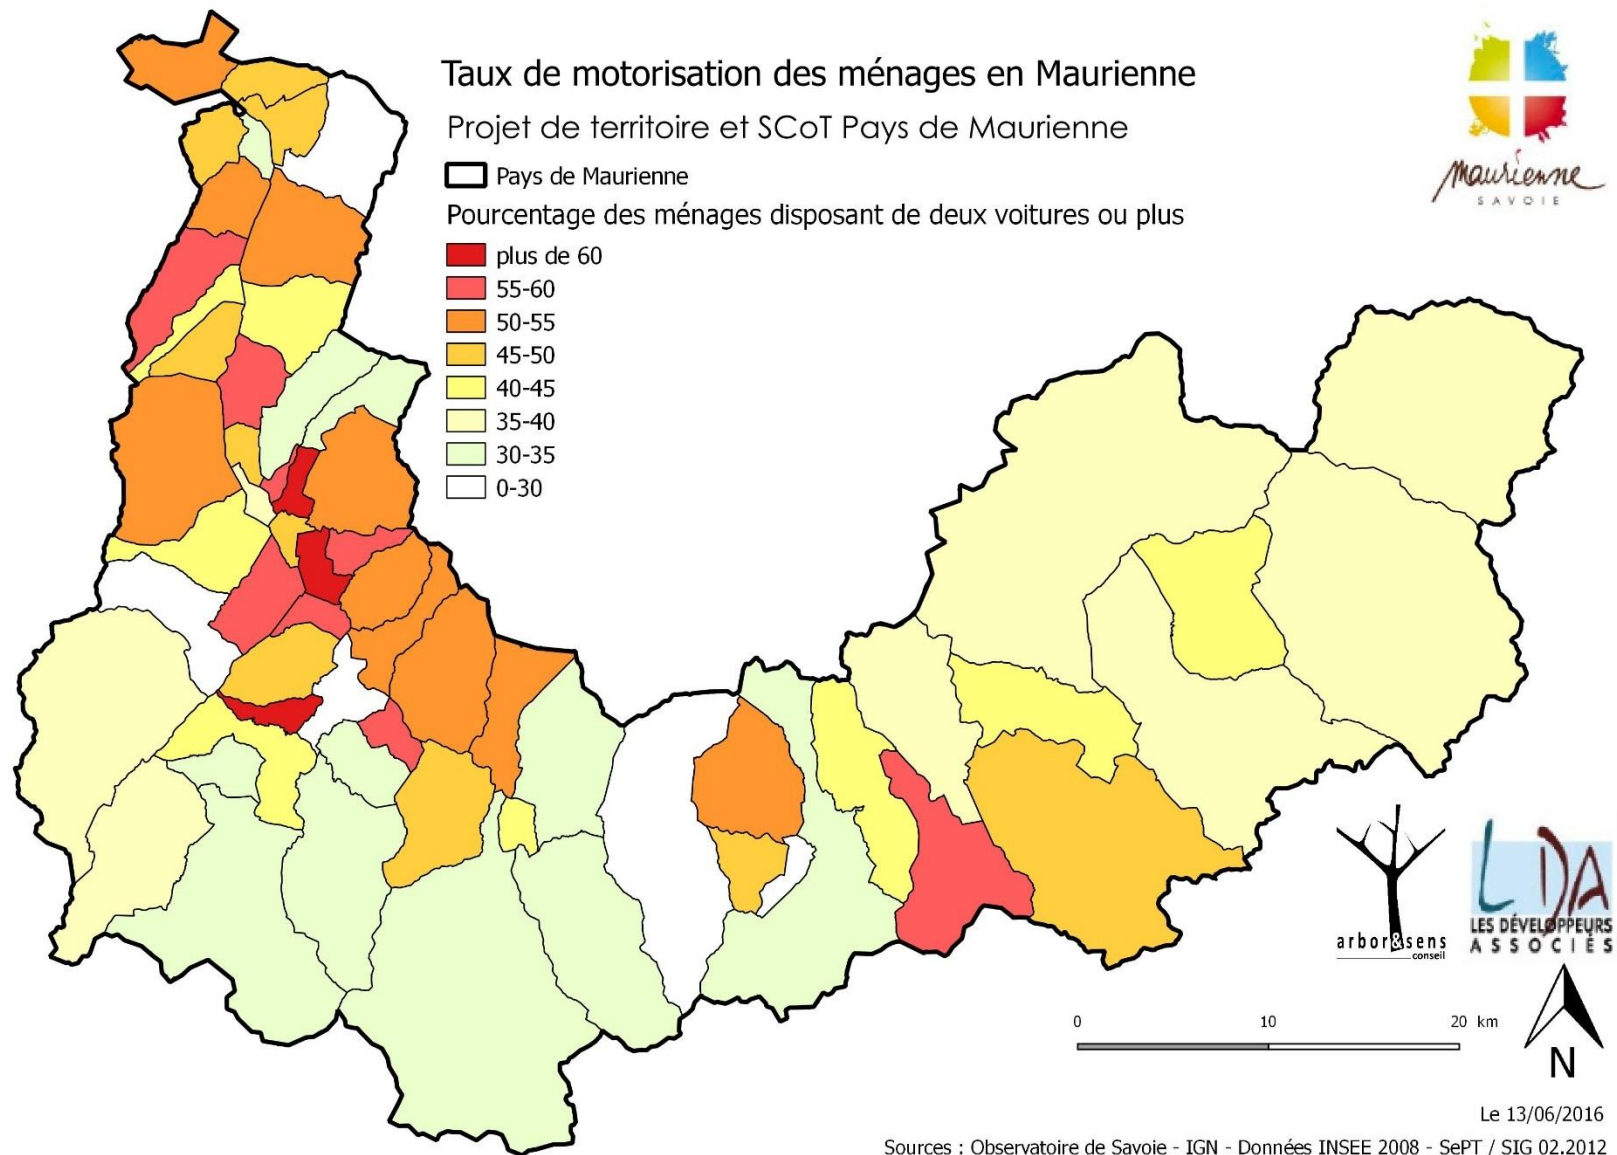 Taux de motorisation des ménages en Maurienne
Projet de territoire et SCoT Pays de Maurienne
Pays de Maurienne
Pourcentage des ménages disposant de deux voitures ou plus
plus de 60
55-60
50-55
45-50
40-45
35-40
30-35
0-30
Maurienne
SAVOIE
arbor&sens
conseil
LDA
LES DÉVELOPPEURS
ASSOCIÉS
0 10 20 km
N
Le 13/06/2016
Sources : Observatoire de Savoie - IGN - Données INSEE 2008 - SePT / SIG 02.2012